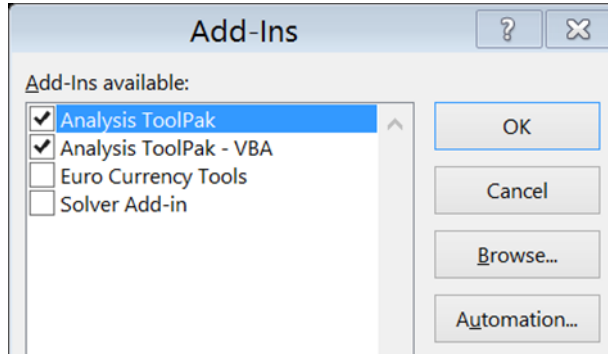 Add-Ins
?
Add-Ins available:
Analysis ToolPak
Analysis ToolPak - VBA
Euro Currency Tools
Solver Add-in
OK
Cancel
Browse...
Automation...